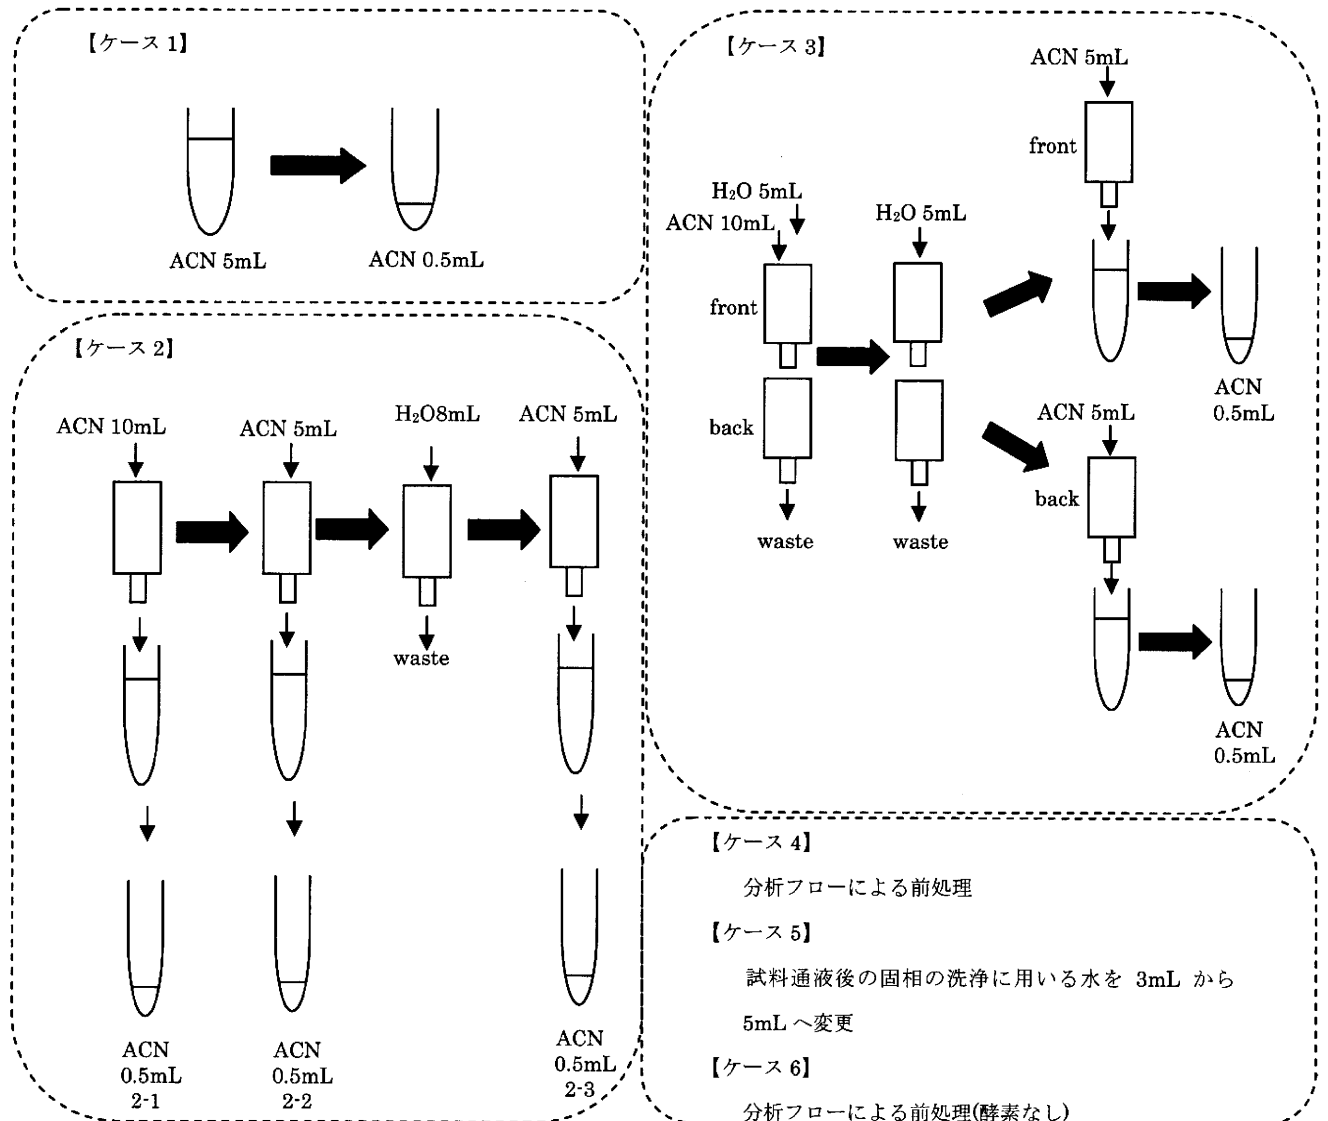 【ケース 1】
ACN 5mL
ACN 0.5mL
【ケース 2】
ACN 10mL
ACN 5mL
H₂O8mL
ACN 5mL
waste
ACN
0.5mL
2-1
ACN
0.5mL
2-2
ACN
0.5mL
2-3
【ケース 3】
H₂O 5mL
ACN 10mL
front
back
waste
H₂O 5mL
waste
ACN 5mL
front
ACN
0.5mL
ACN 5mL
back
ACN
0.5mL
【ケース 4】
分析フローによる前処理
【ケース 5】
試料通液後の固相の洗浄に用いる水を 3mL から
5mL へ変更
【ケース 6】
分析フローによる前処理(酵素なし)